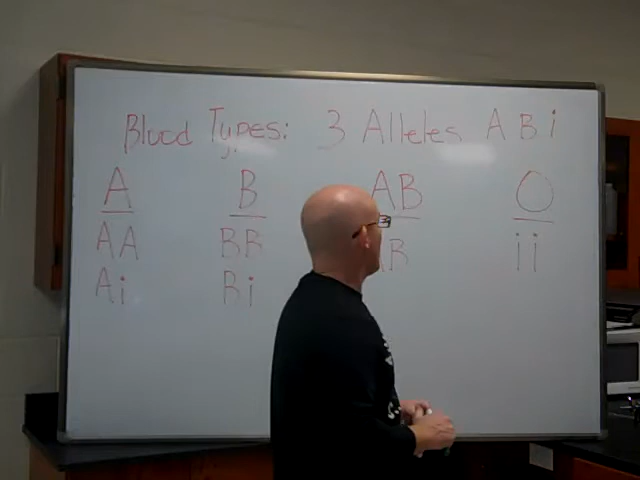 Blood Types: 3 Alleles A B i
A B AB O
AA BB B ii
Ai Bi